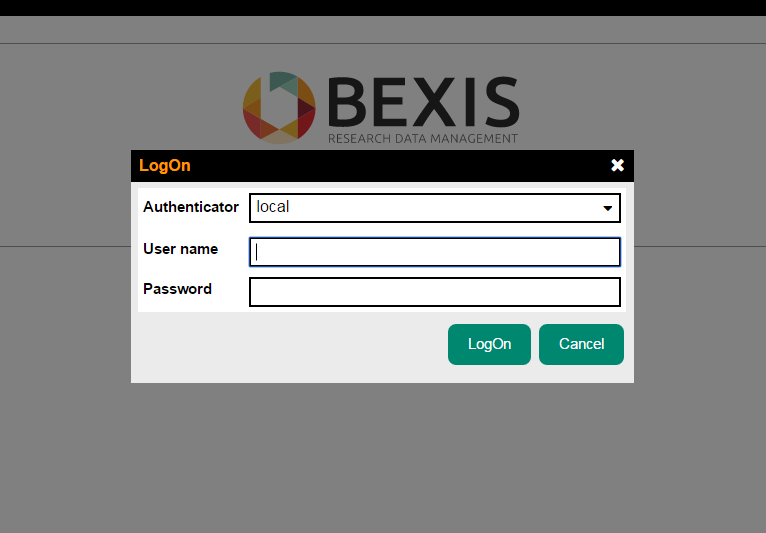 BEXIS
RESEARCH DATA MANAGEMENT
LogOn
Authenticator local
User name
Password
LogOn Cancel